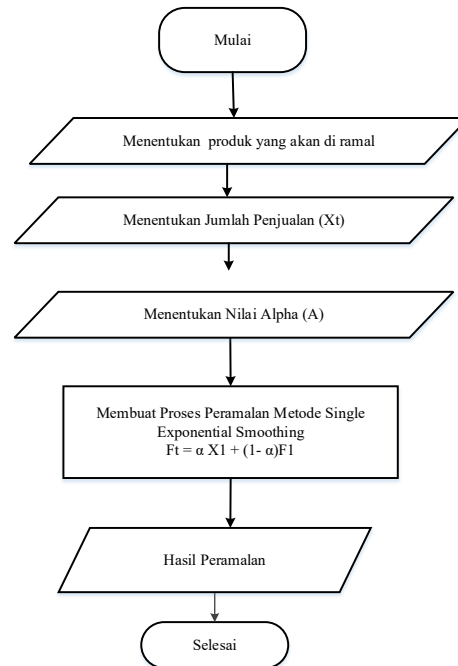 Mulai
Menentukan produk yang akan di ramal
Menentukan Jumlah Penjualan (Xt)
Menentukan Nilai Alpha (A)
Membuat Proses Peramalan Metode Single
Exponential Smoothing
Ft = α X1 + (1- α)F1
Hasil Peramalan
Selesai